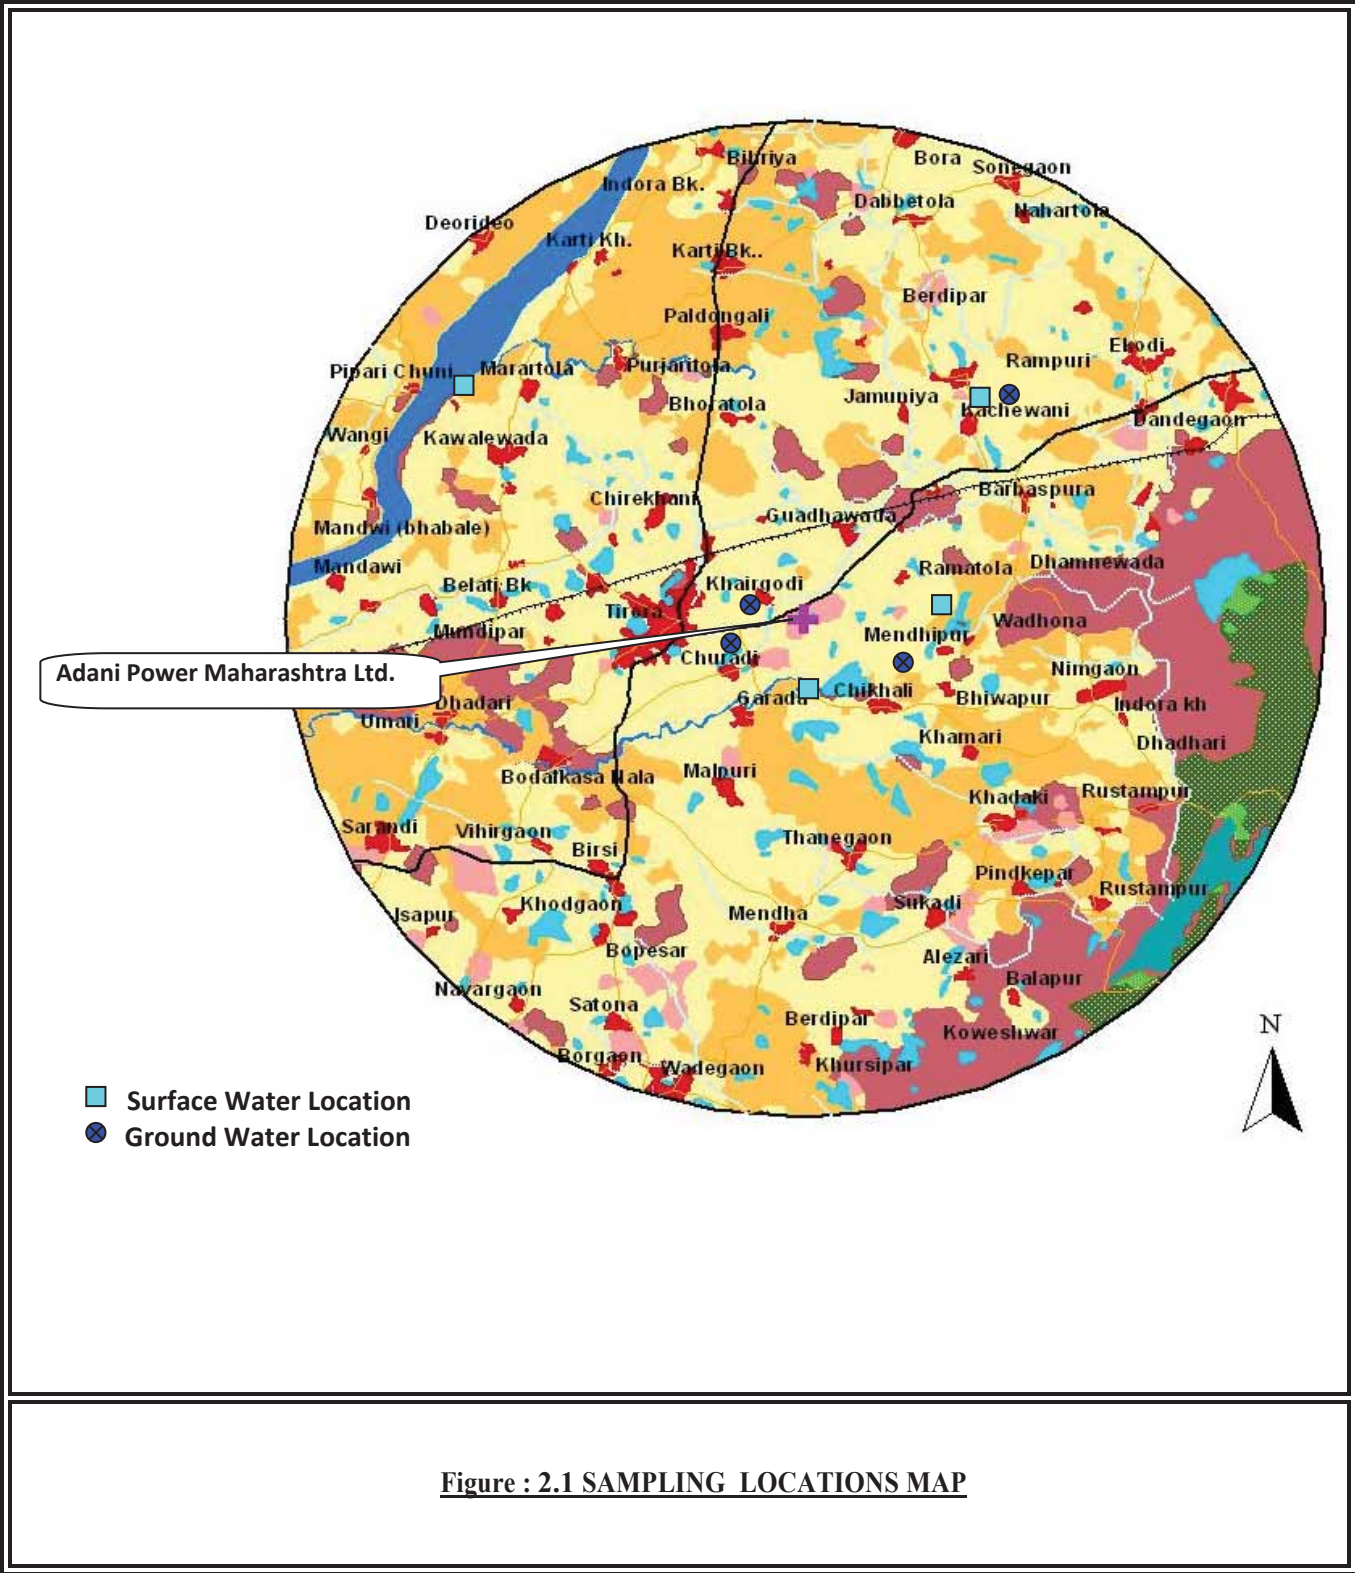 Bihriya
Bora
Sonegaon
Indora Bk.
Dabbetola
Nahartola
Deorideo
Karti Kh.
Karti Bk..
Berdipar
Paldongali
Ekodi
Rampuri
Pipari Chuni
Marartola
Purjaritola
Jamuniya
Bhoratola
Kachewani
Dandegaon
Wangi
Kawalewada
Barbaspura
Chirekhani
Guadhawada
Mandwi (bhabale)
Mandawi
Ramatola
Dhamnewada
Belati Bk
Khairgodi
Tirora
Wadhona
Mundipar
Mendhipur
Churadi
Nimgaon
Adani Power Maharashtra Ltd.
Dhadari
Garada
Chikhali
Bhiwapur
Indora kh
Umari
Khamari
Dhadhari
Bodalkasa Nala
Malpuri
Khadaki
Rustampur
Sarandi
Vihirgaon
Birsi
Thanegaon
Pindkepar
Rustampur
Isapur
Khodgaon
Mendha
Sukadi
Bopesar
Alezari
Balapur
Navargaon
Satona
Berdipar
Koweshwar
N
Borgaon
Wadegaon
Khursipar
Surface Water Location
Ground Water Location
Figure : 2.1 SAMPLING LOCATIONS MAP